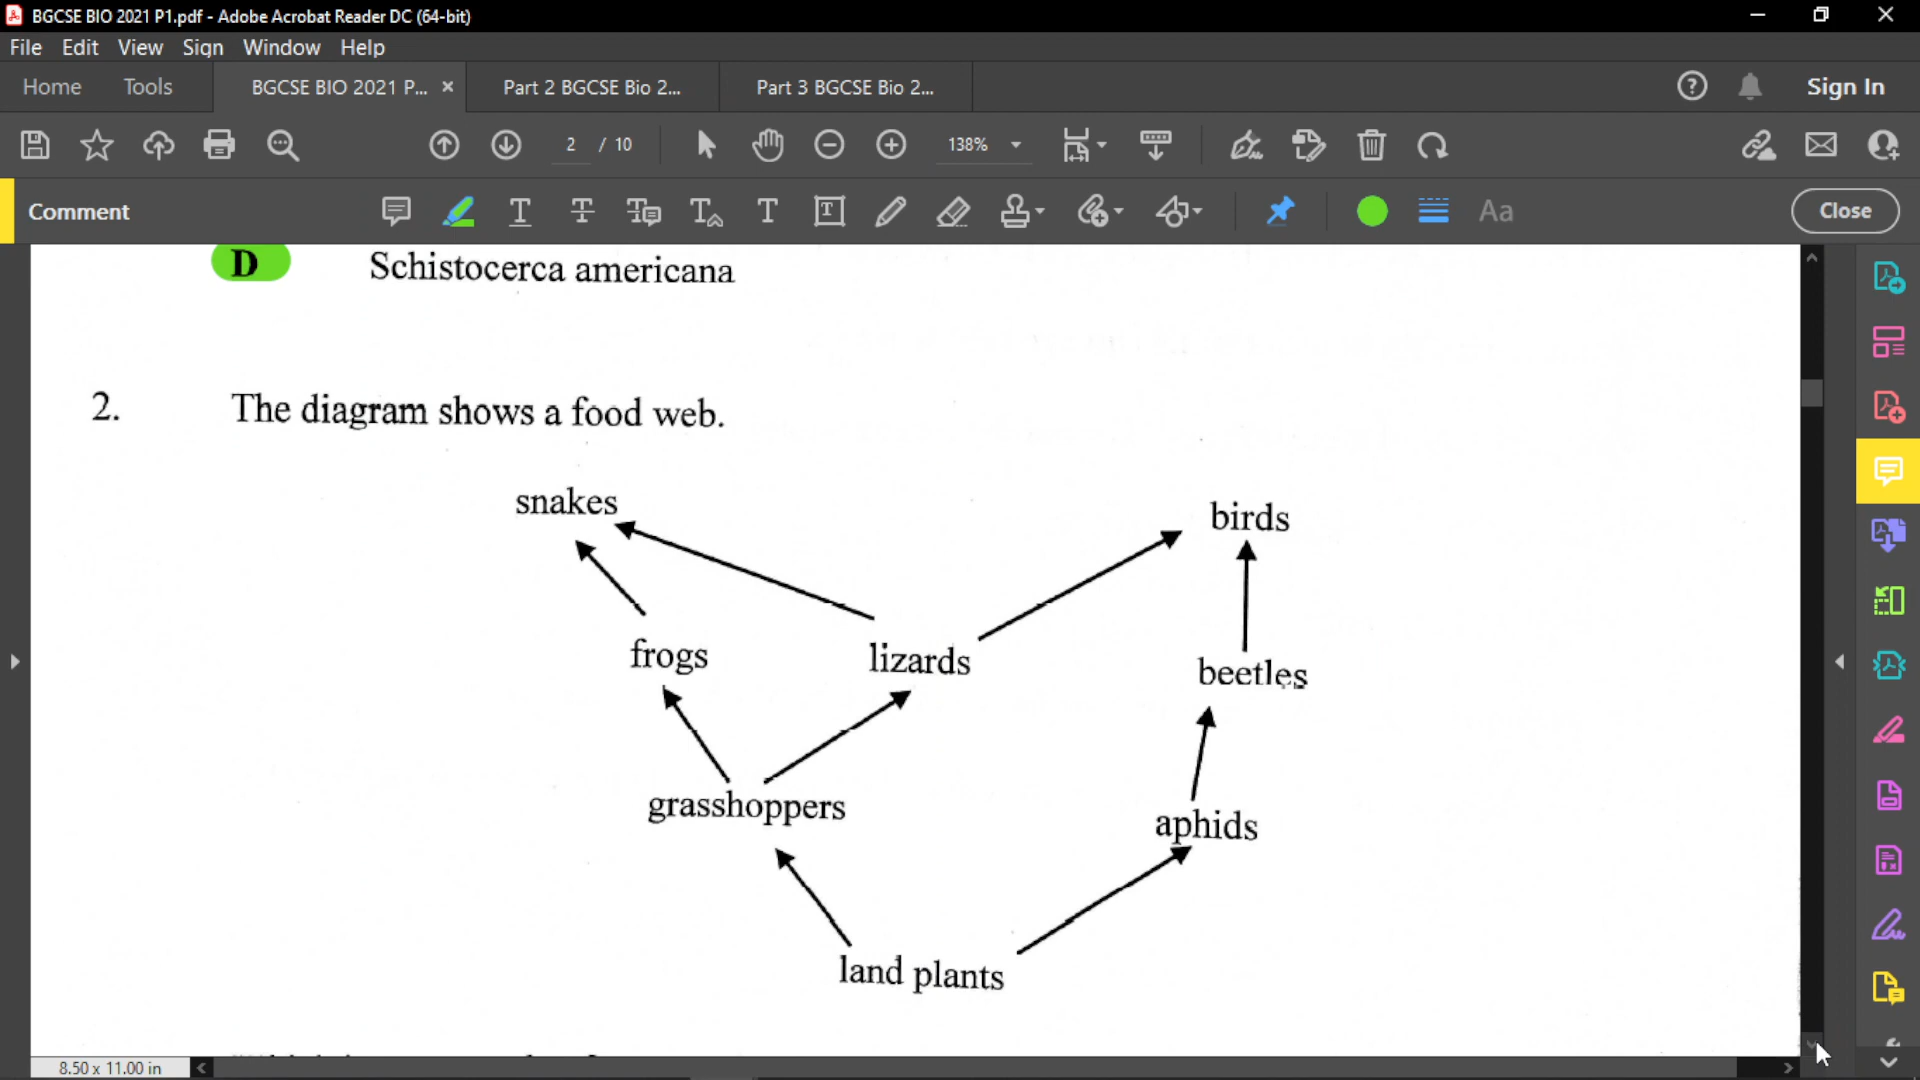 BGCSE BIO 2021 P1.pdf - Adobe Acrobat Reader DC (64-bit)
File Edit View Sign Window Help
Home Tools BGCSE BIO 2021 P... × Part 2 BGCSE Bio 2... Part 3 BGCSE Bio 2... Sign In
2 / 10 138%
Comment Aa Close
D Schistocerca americana
2. The diagram shows a food web.
snakes
birds
frogs
lizards
beetles
grasshoppers
aphids
land plants
8.50 x 11.00 in